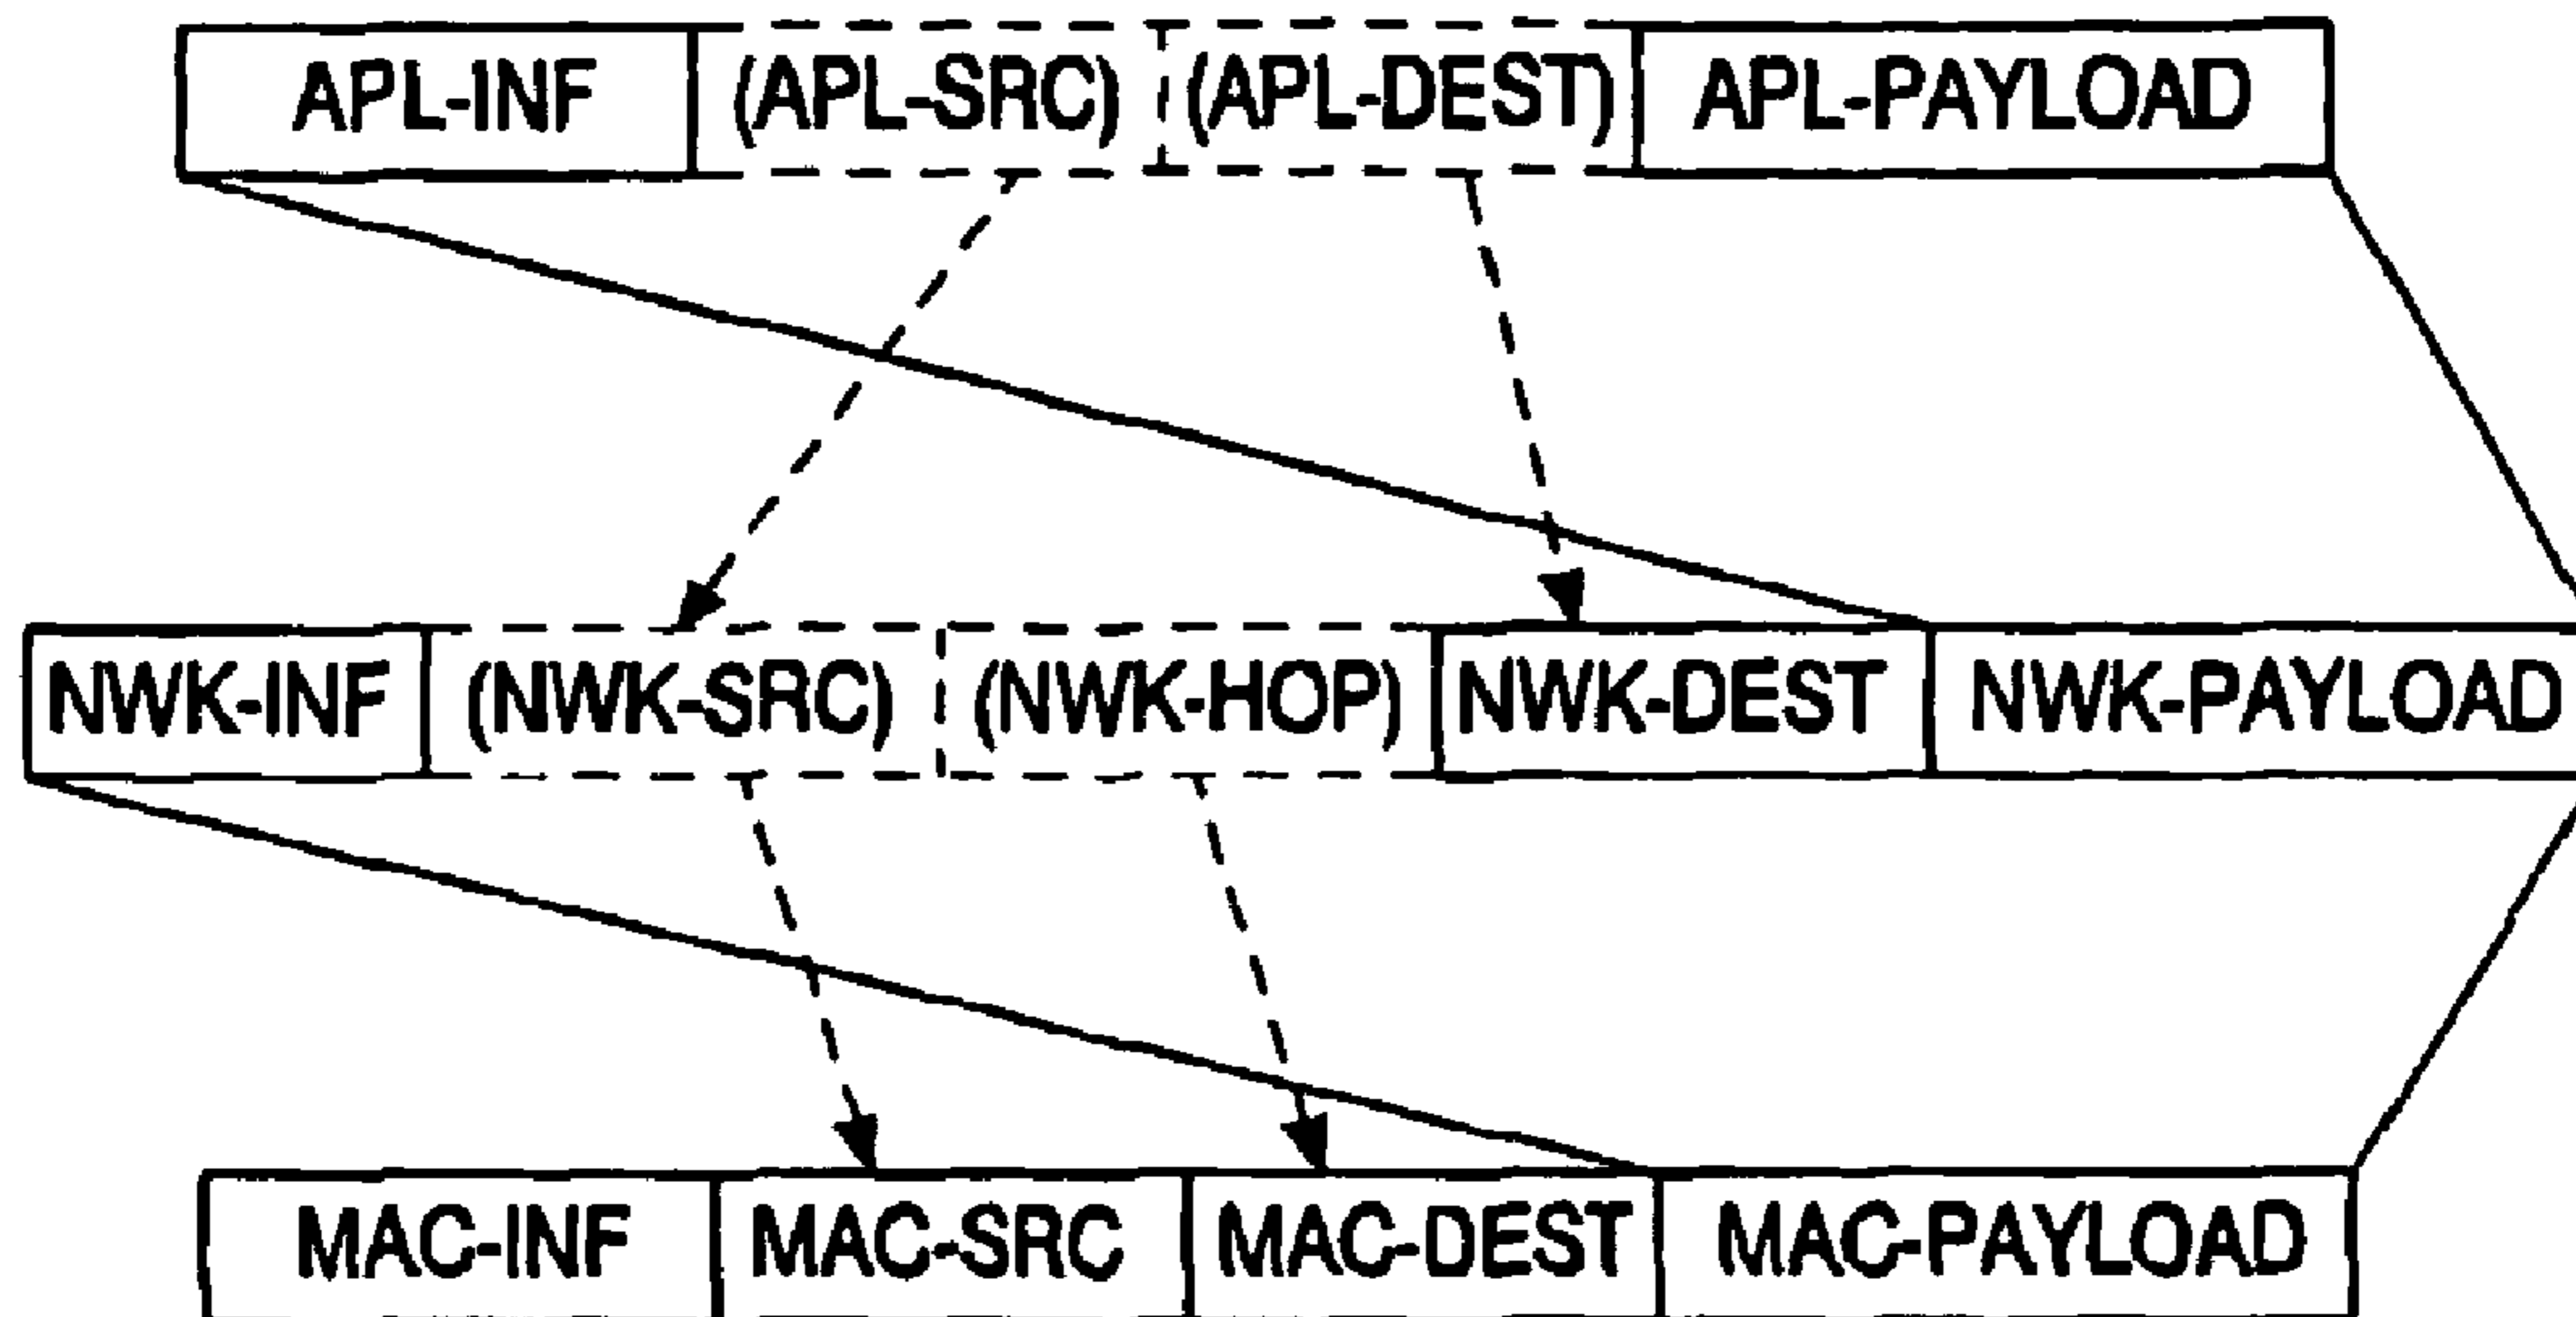 APL-INF (APL-SRC) (APL-DEST) APL-PAYLOAD
NWK-INF (NWK-SRC) (NWK-HOP) NWK-DEST NWK-PAYLOAD
MAC-INF MAC-SRC MAC-DEST MAC-PAYLOAD